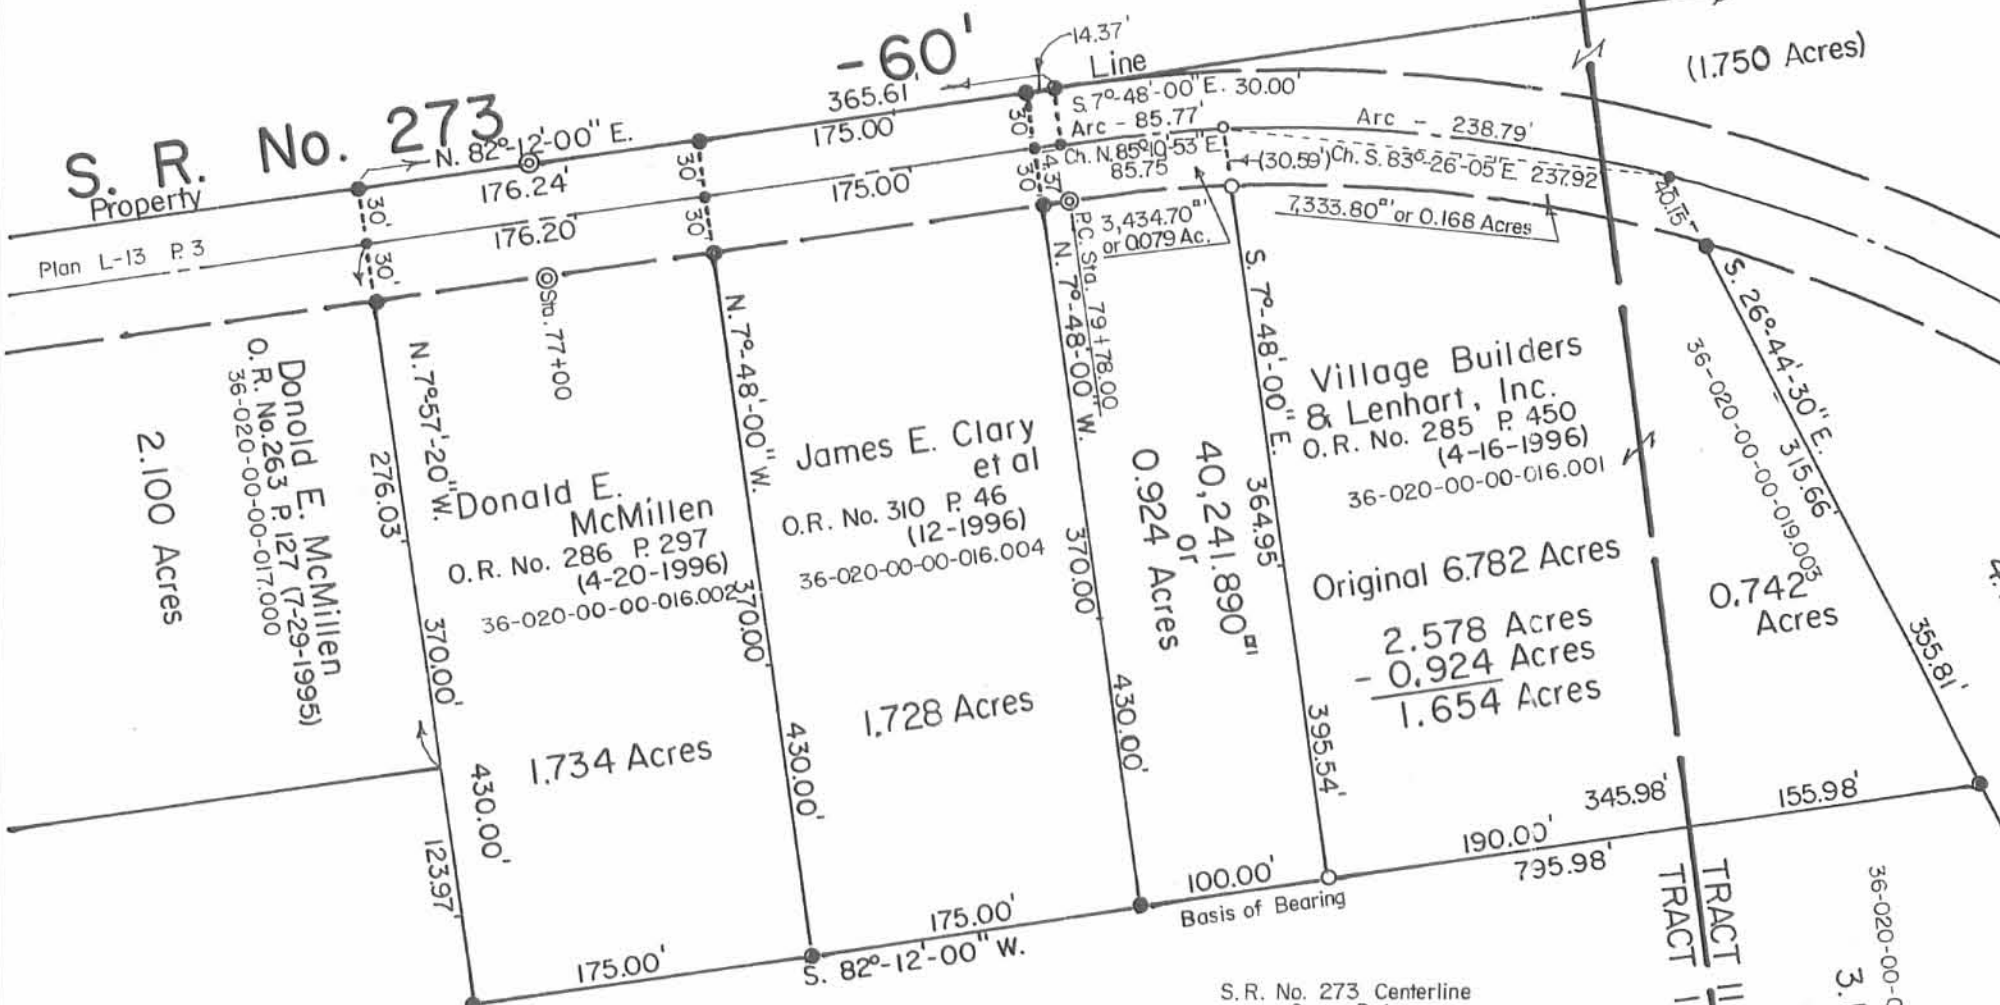 S. R. No. 273
-60'
Property
Line
14.37'
N. 82°-12'-00" E.
365.61
176.24'
175.00'
S. 7°-48'-00" E. 30.00'
Arc - 85.77'
Arc - 238.79'
(1.750 Acres)
Plan L-13 P. 3
30'
30'
30'
30'
30'
30'
176.20'
175.00'
14.37
Ch. N. 85°19'-53" E.
85.75
(30.59') Ch. S. 83°-26-05" E. 237.92'
40.15'
3,434.70□'
or 0.079 Ac.
7,333.80□' or 0.168 Acres
Sta. 77+00
P.C. Sta. 79+78.00
Donald E. McMillen
O.R. No. 263 P. 127 (7-29-1995)
36-020-00-00-017.000
2.100 Acres
N. 7°57'-20" W.
276.03'
370.00'
430.00'
123.97'
Donald E.
McMillen
O.R. No. 286 P. 297
(4-20-1996)
36-020-00-00-016.002
1.734 Acres
N. 7°-48'-00" W.
370.00'
430.00'
James E. Clary
et al
O.R. No. 310 P. 46
(12-1996)
36-020-00-00-016.004
1.728 Acres
N. 7°-48'-00" W.
370.00'
430.00'
40,241.890□'
or
0.924 Acres
S. 7°-48'-00" E.
364.95'
395.54'
Village Builders
& Lenhart, Inc.
O.R. No. 285 P. 450
(4-16-1996)
36-020-00-00-016.001
Original 6.782 Acres
2.578 Acres
- 0.924 Acres
1.654 Acres
S. 26°-44'-30" E.
315.66'
355.81'
36-020-00-00-019.003
0.742
Acres
345.98'
155.98'
190.00'
795.98'
100.00'
Basis of Bearing
175.00'
S. 82°-12'-00" W.
175.00'
TRACT I
TRACT II
36-020-00-
3.
4.
S.R. No. 273 Centerline